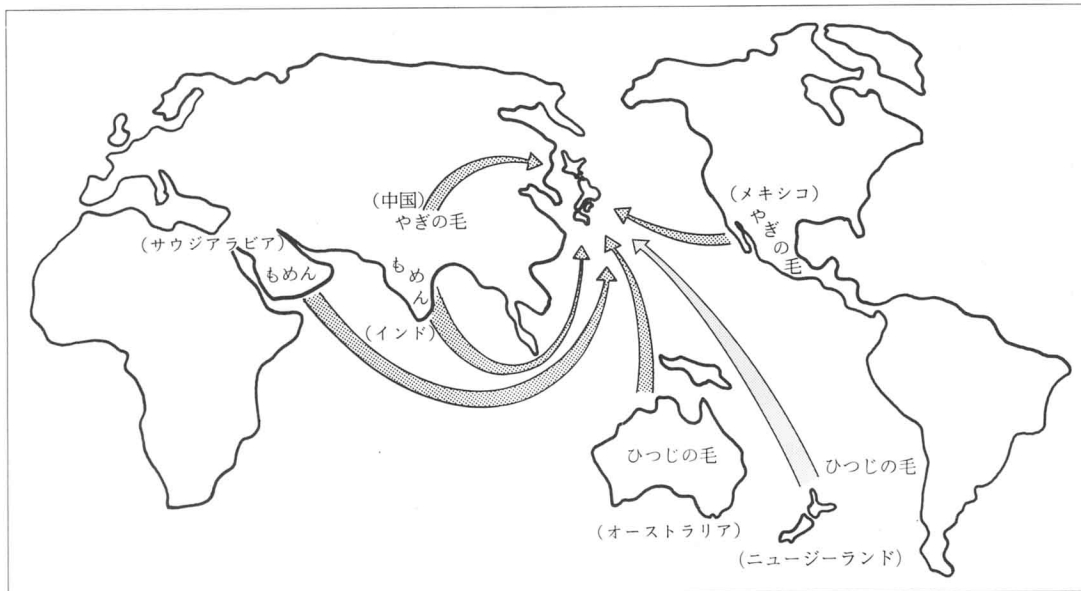 (中国)
やぎの毛
(メキシコ)
やぎの毛
(サウジアラビア)
もめん
もめん
(インド)
ひつじの毛
(オーストラリア)
ひつじの毛
(ニュージーランド)